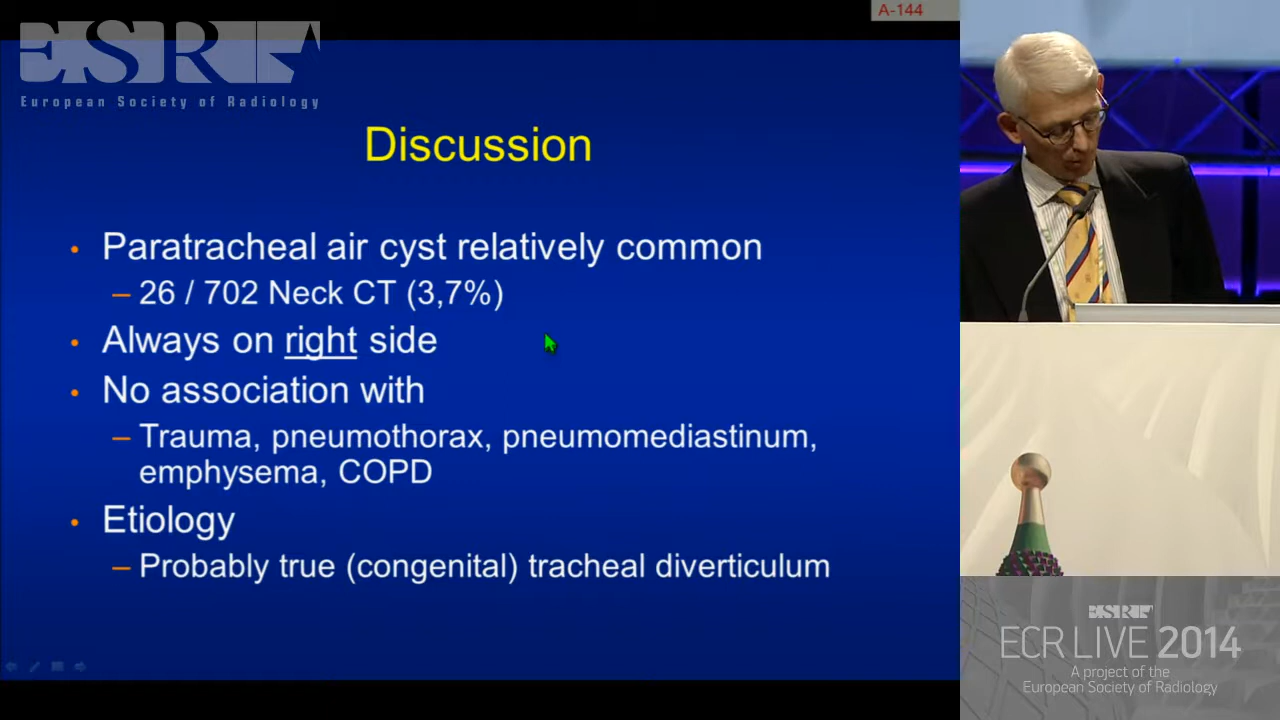 A-144
ESR
European Society of Radiology
Discussion
• Paratracheal air cyst relatively common
– 26 / 702 Neck CT (3,7%)
• Always on right side
• No association with
– Trauma, pneumothorax, pneumomediastinum,
emphysema, COPD
• Etiology
– Probably true (congenital) tracheal diverticulum
ESR
ECR LIVE 2014
A project of the
European Society of Radiology